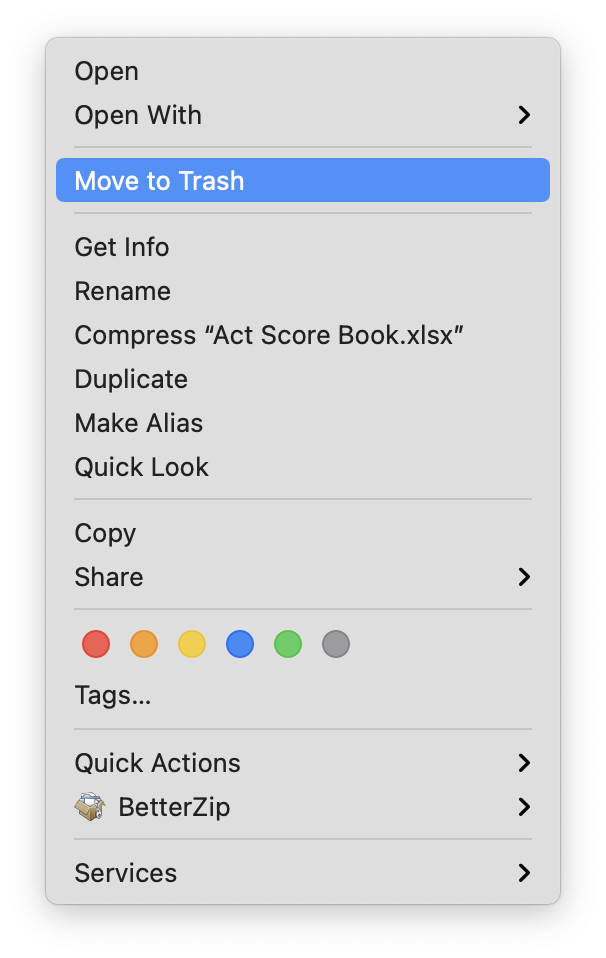 Open
Open With
Move to Trash
Get Info
Rename
Compress “Act Score Book.xlsx”
Duplicate
Make Alias
Quick Look
Copy
Share
Tags...
Quick Actions
BetterZip
Services